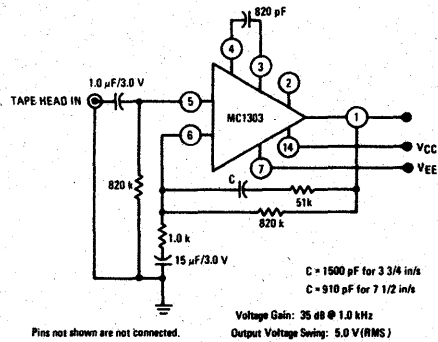 820 pF
4
3
2
1.0 µF/3.0 V
TAPE HEAD IN
5
MC1303
1
6
14
VCC
7
VEE
C
820 k
51k
820 k
1.0 k
15 µF/3.0 V
C = 1500 pF for 3 3/4 in/s
C = 910 pF for 7 1/2 in/s
Voltage Gain: 35 dB @ 1.0 kHz
Pins not shown are not connected.
Output Voltage Swing: 5.0 V (RMS)